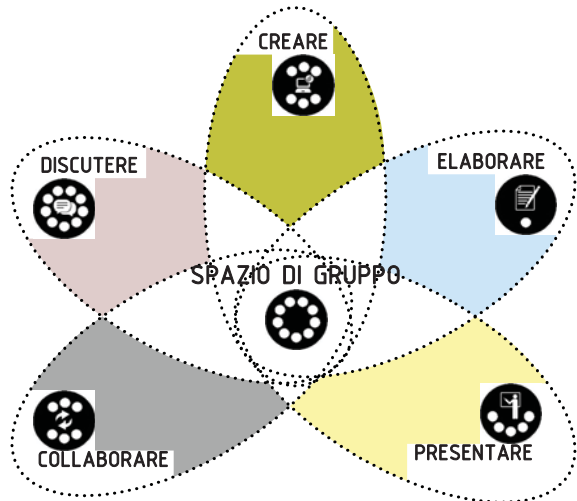 CREARE
DISCUTERE
ELABORARE
SPAZIO DI GRUPPO
COLLABORARE
PRESENTARE